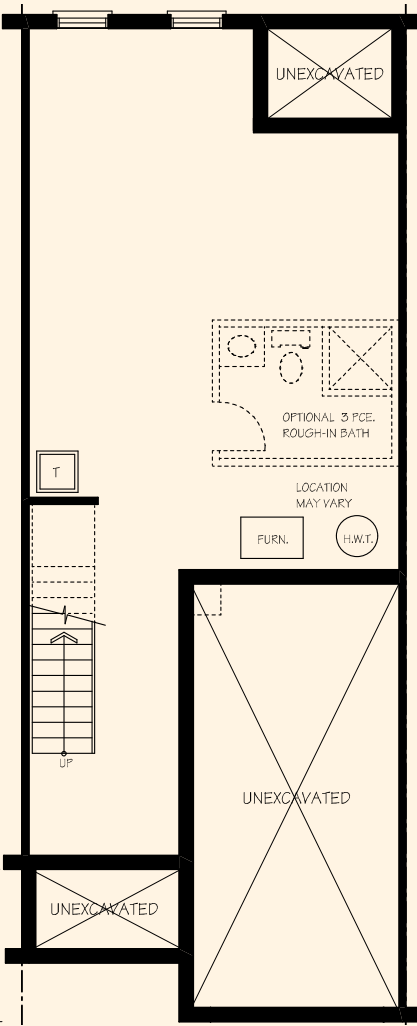 UNEXCAVATED
OPTIONAL 3 PCE.
ROUGH-IN BATH
T
LOCATION
MAY VARY
FURN.
H.W.T.
UP
UNEXCAVATED
UNEXCAVATED